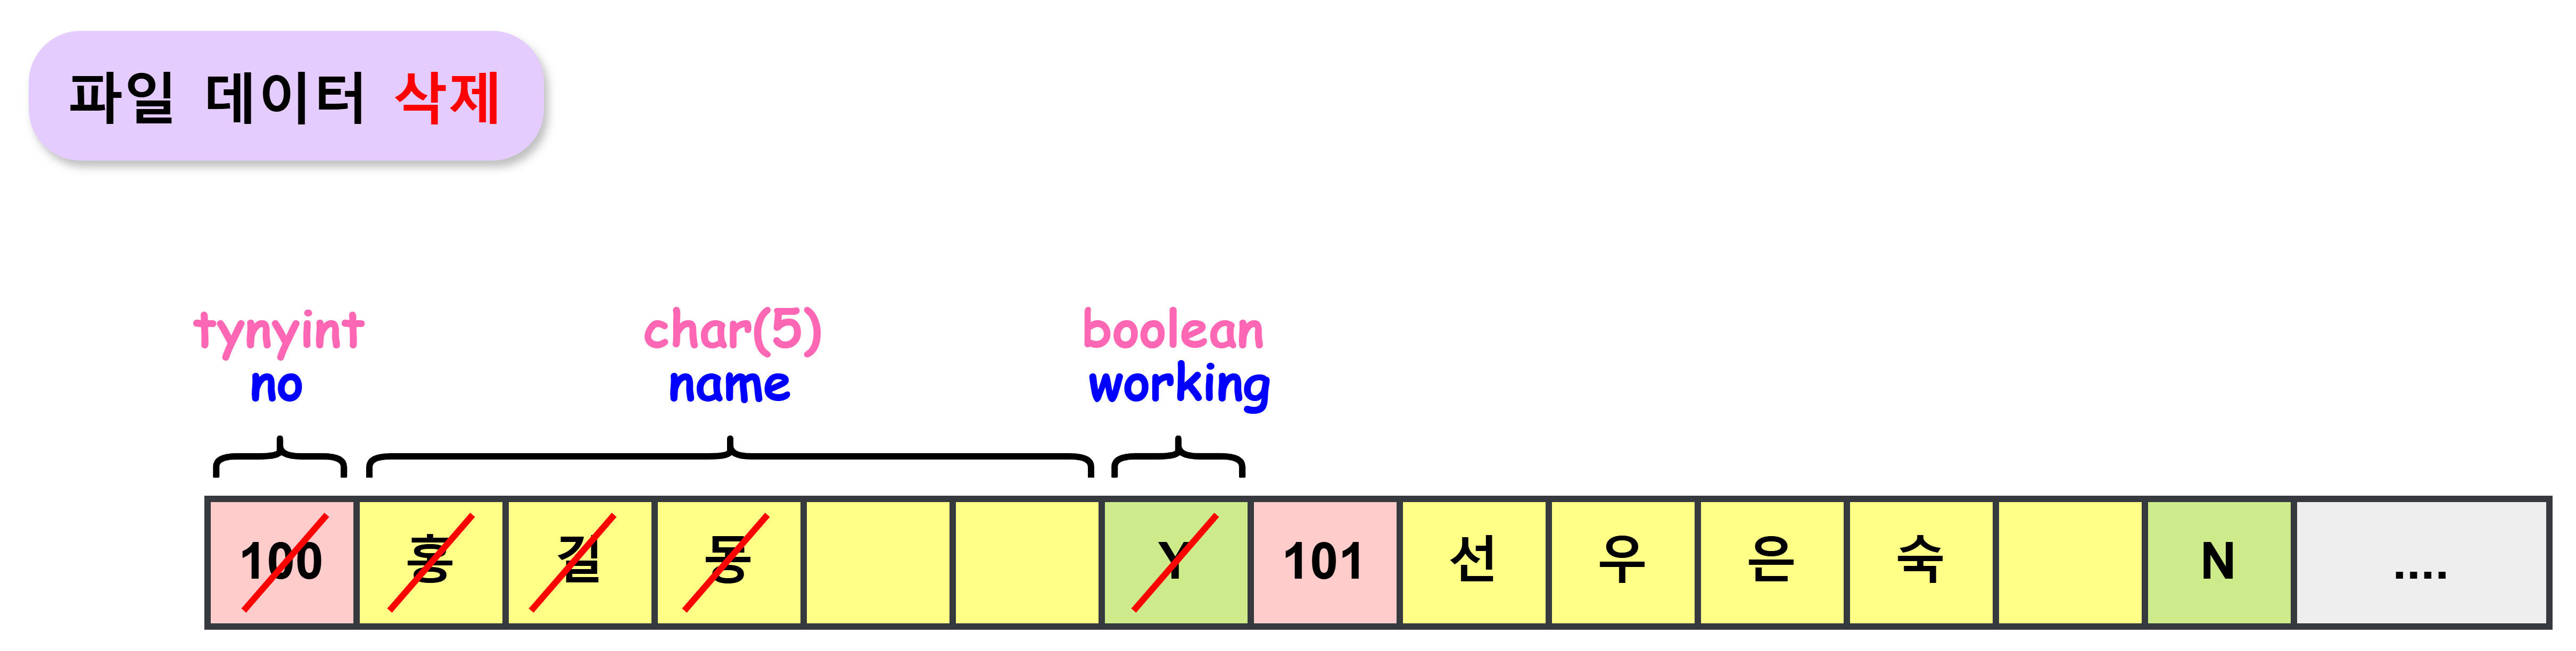 파일 데이터 삭제
tynyint char(5) boolean
no name working
100 홍 길 동 Y 101 선 우 은 숙 N ....